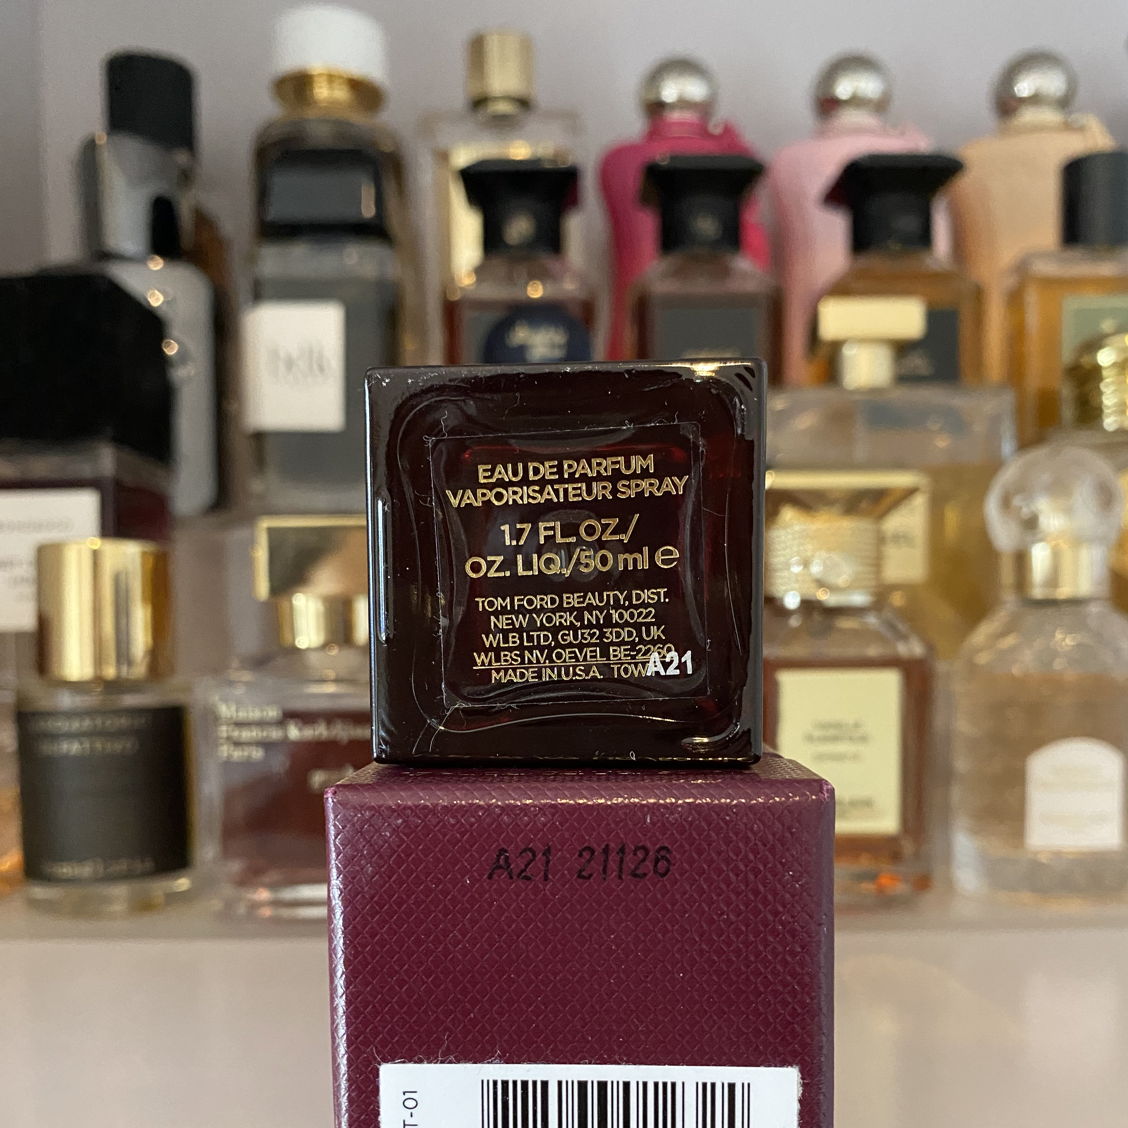 EAU DE PARFUM
VAPORISATEUR SPRAY
1.7 FL.OZ./
OZ. LIQ./50 ml ℮
TOM FORD BEAUTY, DIST.
NEW YORK, NY 10022
WLB LTD, GU32 3DD, UK
WLBS NV, OEVEL BE-2260
MADE IN U.S.A. TOW
A21
A21 21126
T-01
Maison
Francis Kurkdjian
Paris